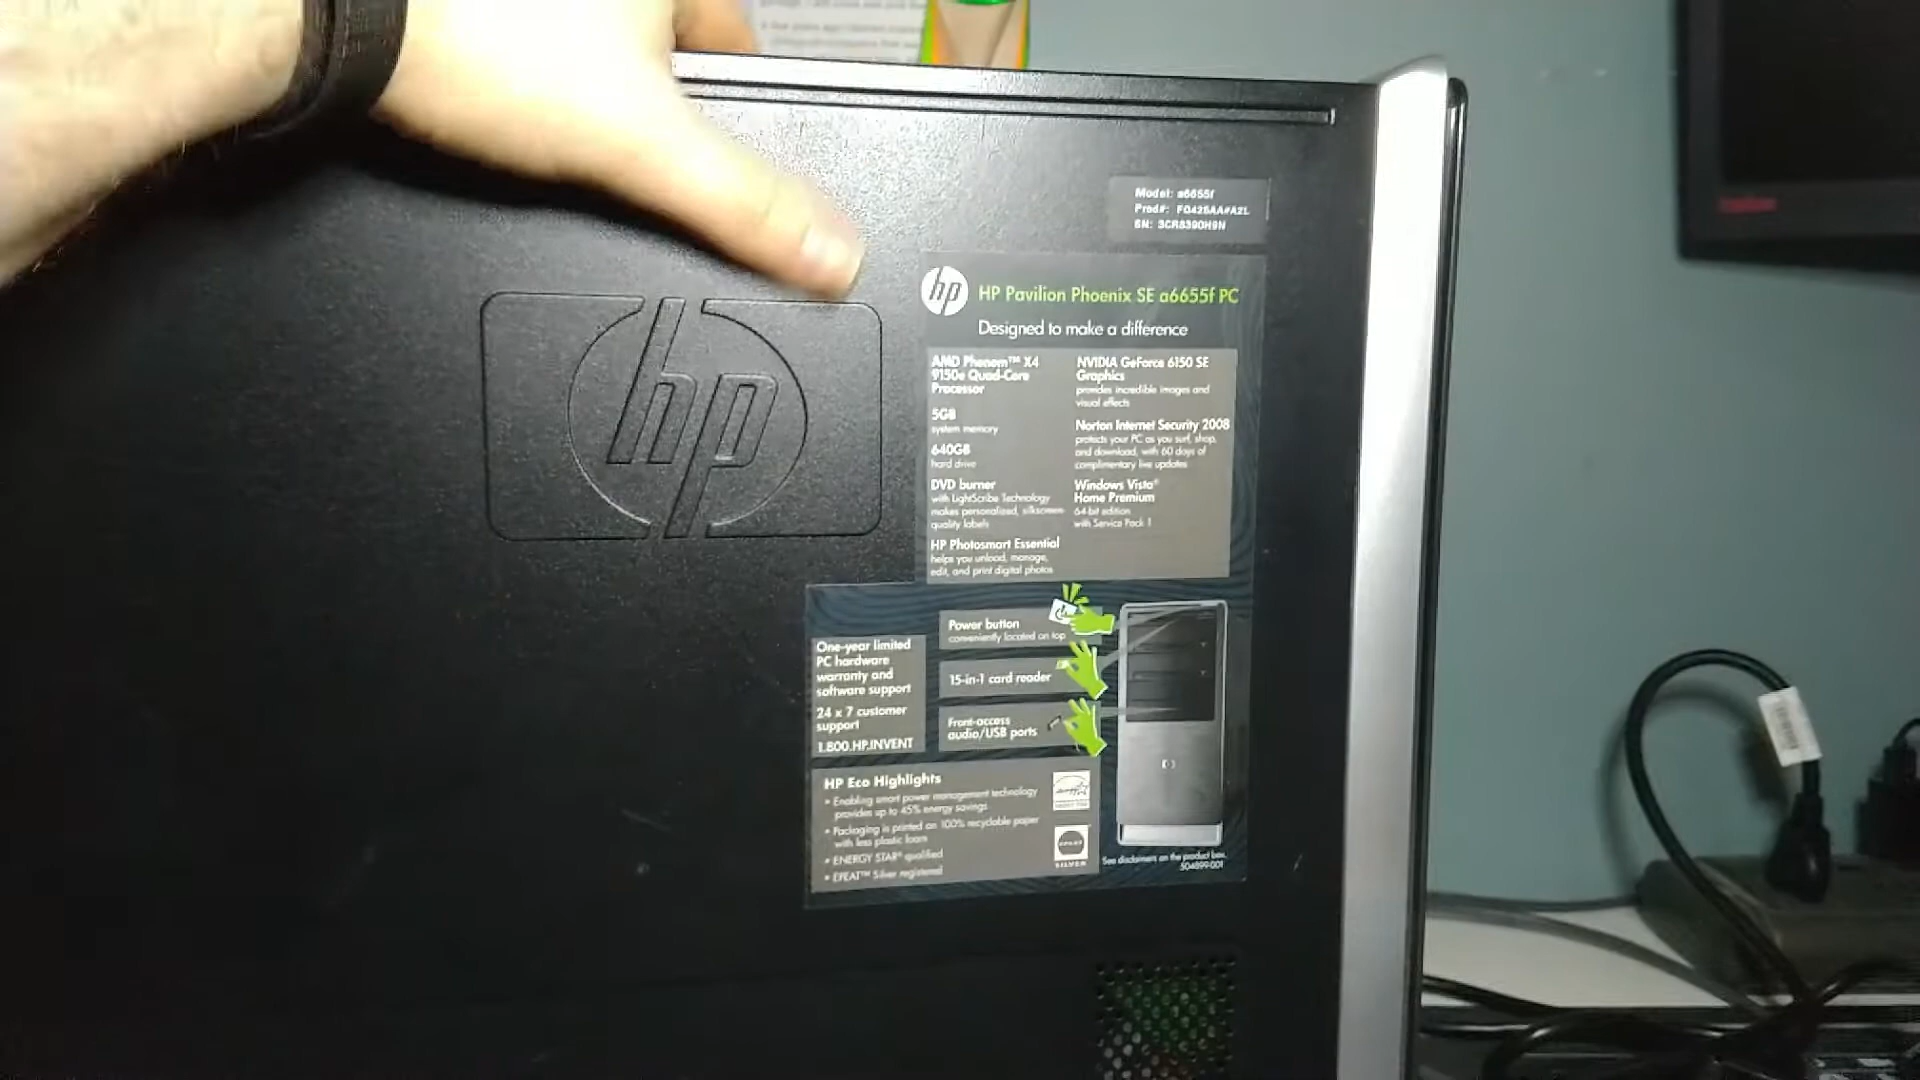 Model: a6655f
Prod#: FQ425AA#A2L
SN: 3CR8390H9N
hp
HP Pavilion Phoenix SE a6655f PC
Designed to make a difference
AMD Phenom™ X4
9150e Quad-Core
Processor
5GB
system memory
640GB
hard drive
DVD burner
with LightScribe Technology
makes personalized, silkscreen-
quality labels
HP Photosmart Essential
helps you unload, manage,
edit, and print digital photos
NVIDIA GeForce 6150 SE
Graphics
provides incredible images and
visual effects
Norton Internet Security 2008
protects your PC as you surf, shop,
and download, with 60 days of
complimentary live updates
Windows Vista®
Home Premium
64-bit edition
with Service Pack 1
hp
One-year limited
PC hardware
warranty and
software support
24 x 7 customer
support
1.800.HP.INVENT
Power button
conveniently located on top
15-in-1 card reader
Front-access
audio/USB ports
HP Eco Highlights
• Enabling smart power management technology
provides up to 45% energy savings
• Packaging is printed on 100% recyclable paper
with less plastic foam
• ENERGY STAR® qualified
• EPEAT™ Silver registered
SILVER
See disclaimers on the product box.
504899-001